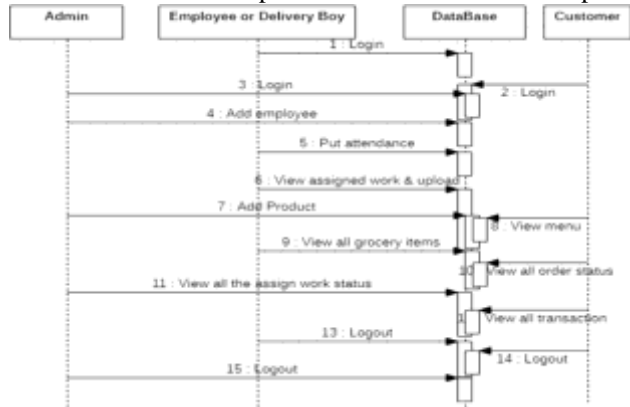 Admin
Employee or Delivery Boy
DataBase
Customer
1 : Login
2 : Login
3 : Login
4 : Add employee
5 : Put attendance
6 : View assigned work & upload
7 : Add Product
8 : View menu
9 : View all grocery items
10 View all order status
11 : View all the assign work status
1 View all transaction
13 : Logout
14 : Logout
15 : Logout